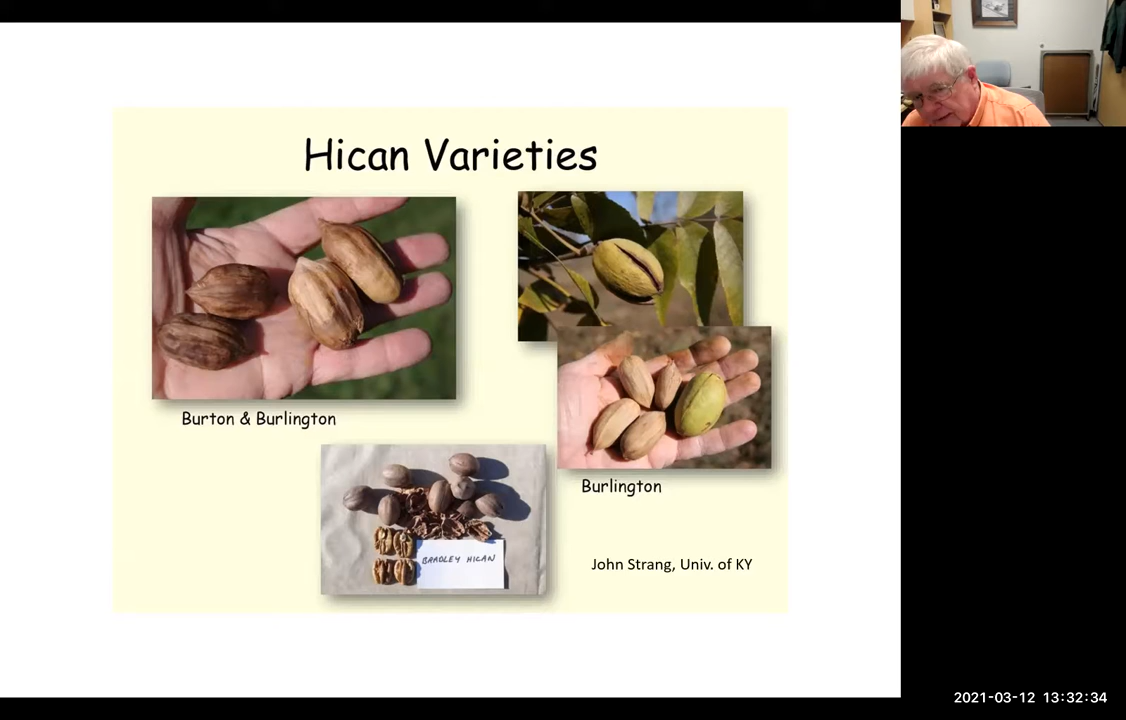 Hican Varieties
Burton & Burlington
Burlington
BRADLEY HICAN
John Strang, Univ. of KY
2021-03-12 13:32:34